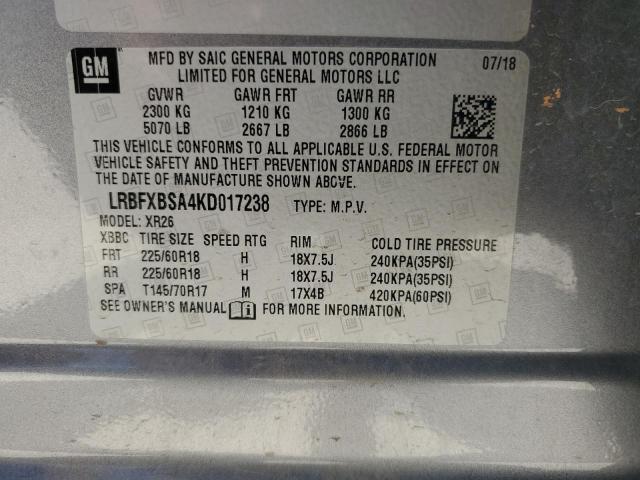 GM
MFD BY SAIC GENERAL MOTORS CORPORATION 07/18
LIMITED FOR GENERAL MOTORS LLC
GVWR GAWR FRT GAWR RR
2300 KG 1210 KG 1300 KG
5070 LB 2667 LB 2866 LB
THIS VEHICLE CONFORMS TO ALL APPLICABLE U.S. FEDERAL MOTOR
VEHICLE SAFETY AND THEFT PREVENTION STANDARDS IN EFFECT ON
THE DATE OF MANUFACTURE SHOWN ABOVE.
LRBFXBSA4KD017238 TYPE: M.P.V.
MODEL: XR26
XBBC TIRE SIZE SPEED RTG RIM COLD TIRE PRESSURE
FRT 225/60R18 H 18X7.5J 240KPA(35PSI)
RR 225/60R18 H 18X7.5J 240KPA(35PSI)
SPA T145/70R17 M 17X4B 420KPA(60PSI)
SEE OWNER'S MANUAL FOR MORE INFORMATION.